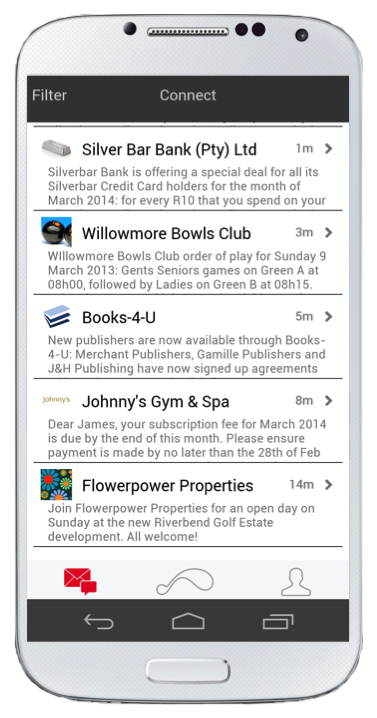 Filter Connect
Silver Bar Bank (Pty) Ltd 1m
Silverbar Bank is offering a special deal for all its
Silverbar Credit Card holders for the month of
March 2014: for every R10 that you spend on your
Willowmore Bowls Club 3m
WIllowmore Bowls Club order of play for Sunday 9
March 2013: Gents Seniors games on Green A at
08h00, followed by Ladies on Green B at 08h15.
Books-4-U 5m
New publishers are now available through Books-
4-U: Merchant Publishers, Gamille Publishers and
J&H Publishing have now signed up agreements
Johnny's Johnny's Gym & Spa 8m
Dear James, your subscription fee for March 2014
is due by the end of this month. Please ensure
payment is made by no later than the 28th of Feb
Flowerpower Properties 14m
Join Flowerpower Properties for an open day on
Sunday at the new Riverbend Golf Estate
development. All welcome!